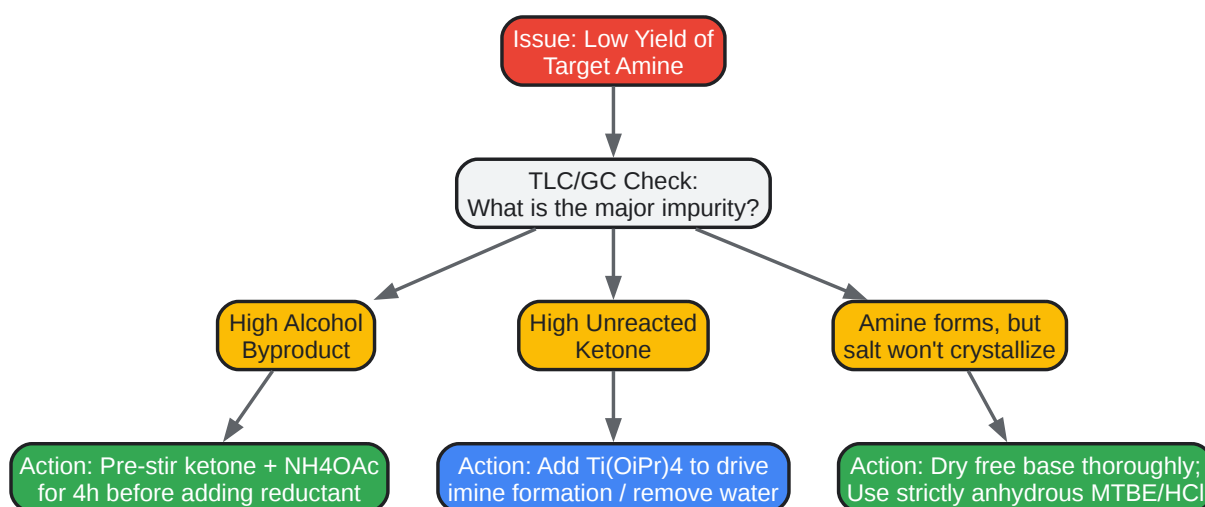 Issue: Low Yield of
Target Amine
TLC/GC Check:
What is the major impurity?
High Alcohol
Byproduct
High Unreacted
Ketone
Amine forms, but
salt won't crystallize
Action: Pre-stir ketone + NH4OAc
for 4h before adding reductant
Action: Add Ti(OiPr)4 to drive
imine formation / remove water
Action: Dry free base thoroughly;
Use strictly anhydrous MTBE/HCl